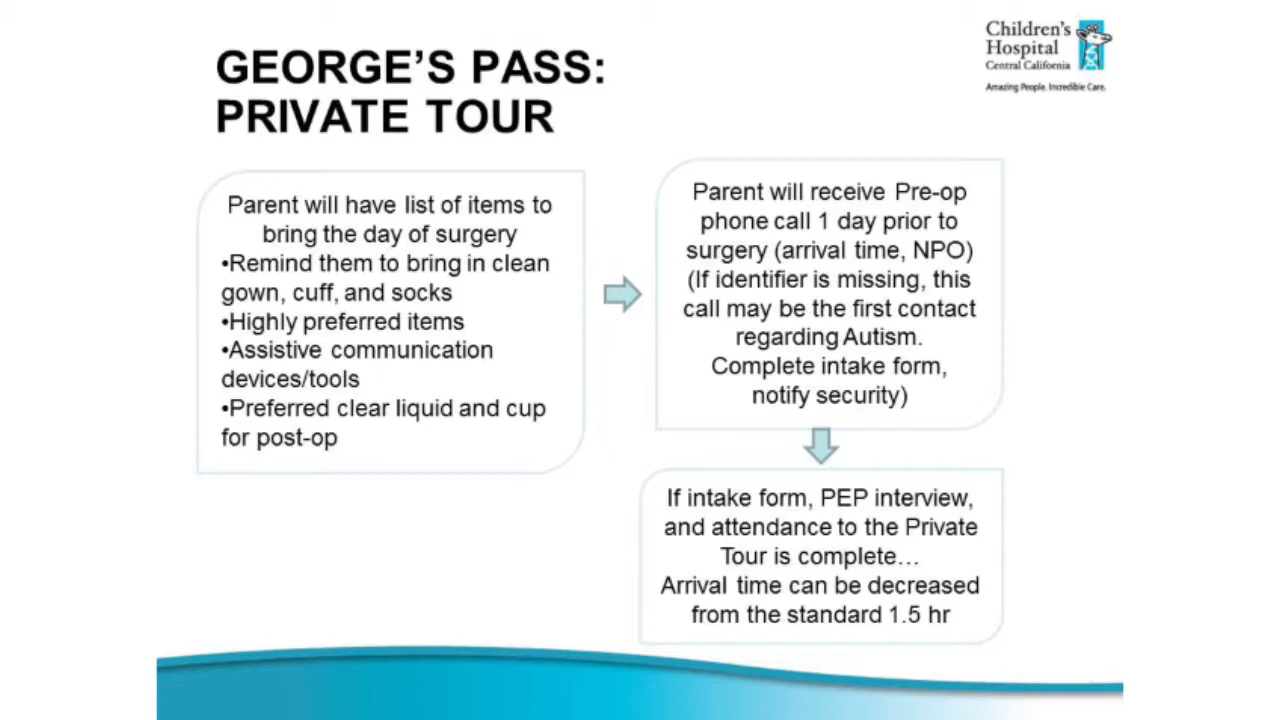 GEORGE'S PASS:
PRIVATE TOUR
Children's
Hospital
Central California
Amazing People. Incredible Care.
Parent will have list of items to
bring the day of surgery
•Remind them to bring in clean
gown, cuff, and socks
•Highly preferred items
•Assistive communication
devices/tools
•Preferred clear liquid and cup
for post-op
Parent will receive Pre-op
phone call 1 day prior to
surgery (arrival time, NPO)
(If identifier is missing, this
call may be the first contact
regarding Autism.
Complete intake form,
notify security)
If intake form, PEP interview,
and attendance to the Private
Tour is complete…
Arrival time can be decreased
from the standard 1.5 hr